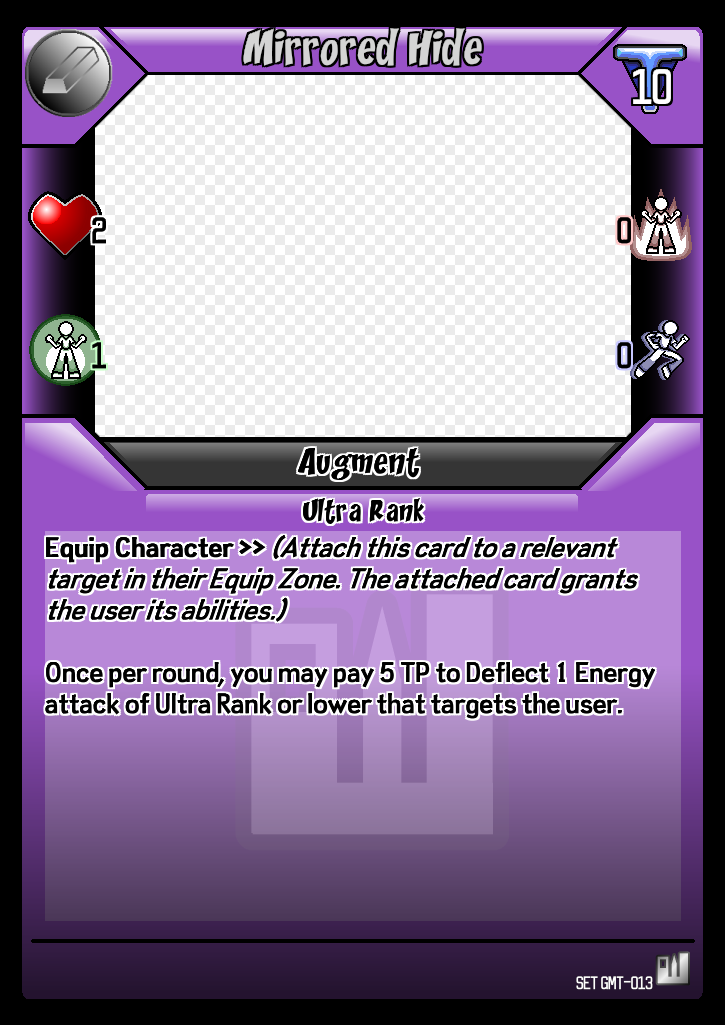 Mirrored Hide
10
2
0
1
0
Augment
Ultra Rank
Equip Character >> (Attach this card to a relevant
target in their Equip Zone. The attached card grants
the user its abilities.)
Once per round, you may pay 5 TP to Deflect 1 Energy
attack of Ultra Rank or lower that targets the user.
SET GMT-013